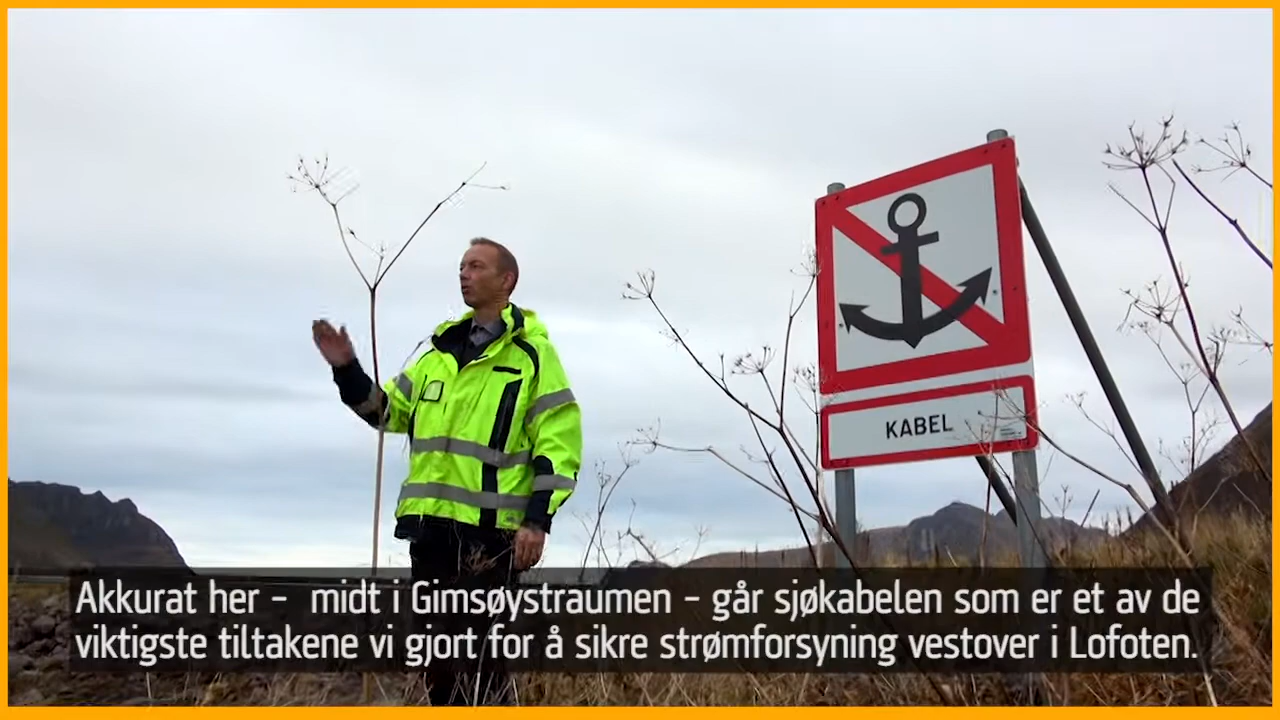 KABEL
Akkurat her - midt i Gimsøystraumen - går sjøkabelen som er et av de
viktigste tiltakene vi gjort for å sikre strømforsyning vestover i Lofoten.